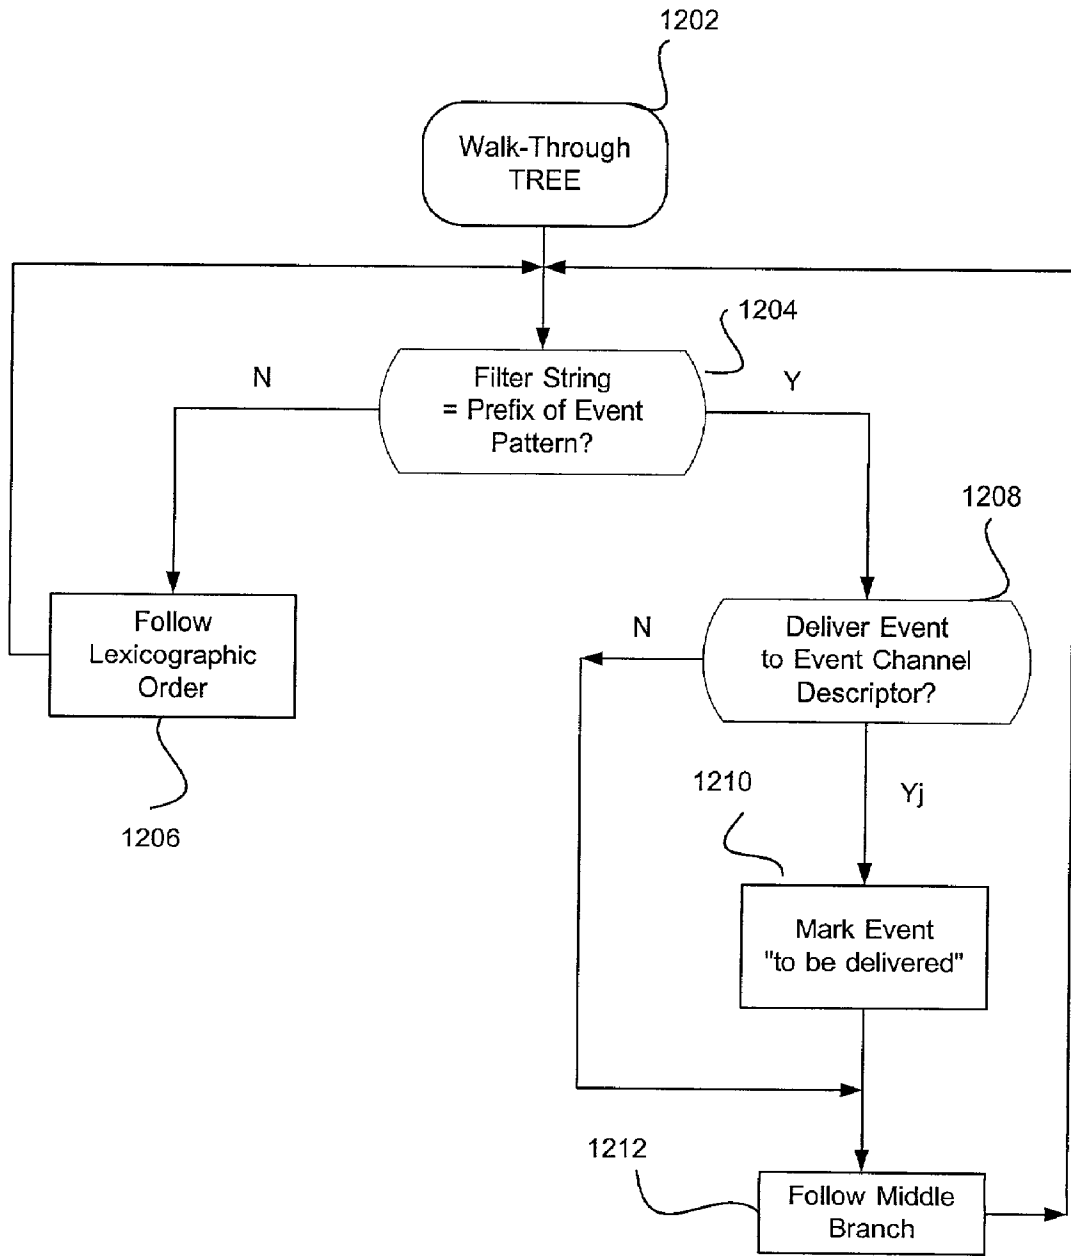 1202
Walk-Through
TREE
1204
N
Filter String
= Prefix of Event
Pattern?
Y
1208
Follow
Lexicographic
Order
N
Deliver Event
to Event Channel
Descriptor?
1206
1210
Yj
Mark Event
"to be delivered"
1212
Follow Middle
Branch